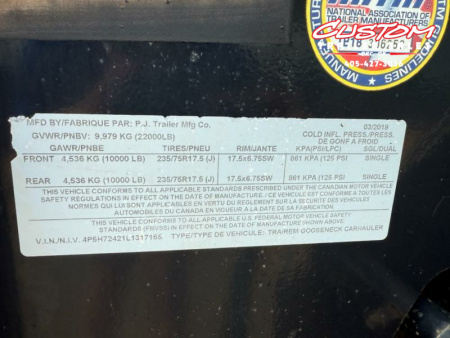 NATIONAL ASSOCIATION OF
TRAILER MANUFACTURERS
CUSTOM
GUIDELINES
MFD BY/FABRIQUE PAR: P.J. Trailer Mfg Co. 03/2019
GVWR/PNBV: 9,979 KG (22000LB) COLD INFL. PRESS./PRESS. DE GONF A FROID
GAWR/PNBE TIRES/PNEU RIM/JANTE KPA(PSI/LPC) SGL/DUAL
FRONT 4,536 KG (10000 LB) 235/75R17.5 (J) 17.5x6.75SW 861 KPA (125 PSI) SINGLE
REAR 4,536 KG (10000 LB) 235/75R17.5 (J) 17.5x6.75SW 861 KPA (125 PSI) SINGLE
THIS VEHICLE CONFORMS TO ALL APPLICABLE STANDARDS PRESCRIBED UNDER THE CANADIAN MOTOR VEHICLE
SAFETY REGULATIONS IN EFFECT ON THE DATE OF MANUFACTURE / CE VEHICULE EST CONFORME A TOUTES LES
NORMES QUI LUI SONT APPLICABLES EN VERTU DU REGLEMENT SUR LA SECURITE DES VEHICULES
AUTOMOBILES DU CANADA EN VIGUEUR A LA DATE DE SA FABRICATION.
THIS VEHICLE CONFORMS TO ALL APPLICABLE U.S. FEDERAL MOTOR VEHICLE
SAFETY STANDARDS (FMVSS) IN EFFECT ON THE DATE OF MANUFACTURE SHOWN ABOVE.
V.I.N./N.I.V. 4P5H72421L1317165 TYPE/TYPE DE VEHICULE: TRA/REM GOOSENECK CARHAULER